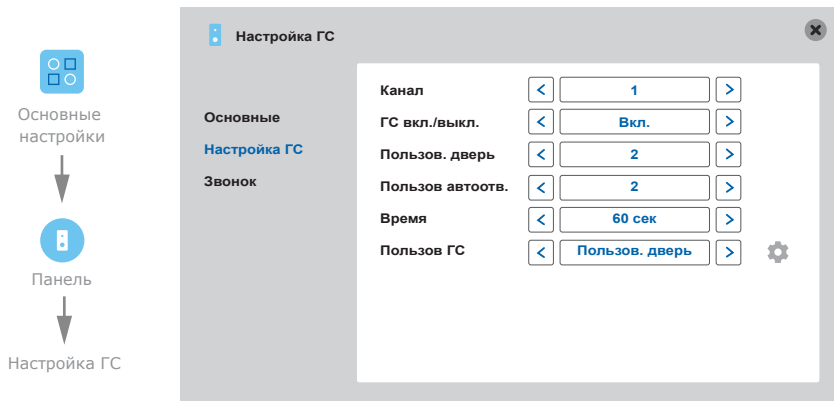 Настройка ГС
Основные
настройки
Панель
Настройка ГС
Основные
Настройка ГС
Звонок
Канал
1
ГС вкл./выкл.
Вкл.
Пользов. дверь
2
Пользов автоотв.
2
Время
60 сек
Пользов ГС
Пользов. дверь